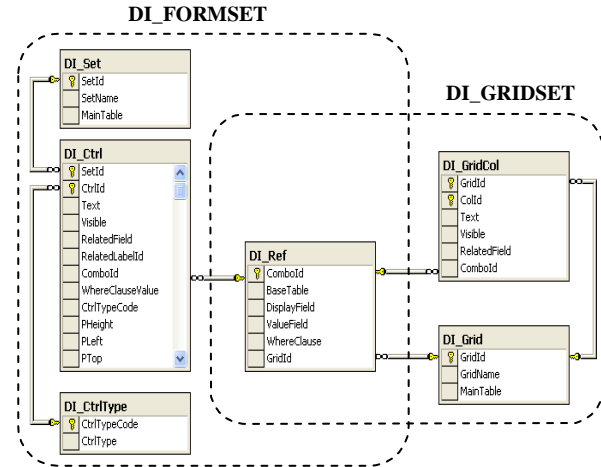 DI_FORMSET
DI_Set
SetId
SetName
MainTable
DI_Ctrl
SetId
CtrlId
Text
Visible
RelatedField
RelatedLabelId
ComboId
WhereClauseValue
CtrlTypeCode
PHeight
PLeft
PTop
DI_CtrlType
CtrlTypeCode
CtrlType
DI_Ref
ComboId
BaseTable
DisplayField
ValueField
WhereClause
GridId
DI_GRIDSET
DI_GridCol
GridId
ColId
Text
Visible
RelatedField
ComboId
DI_Grid
GridId
GridName
MainTable